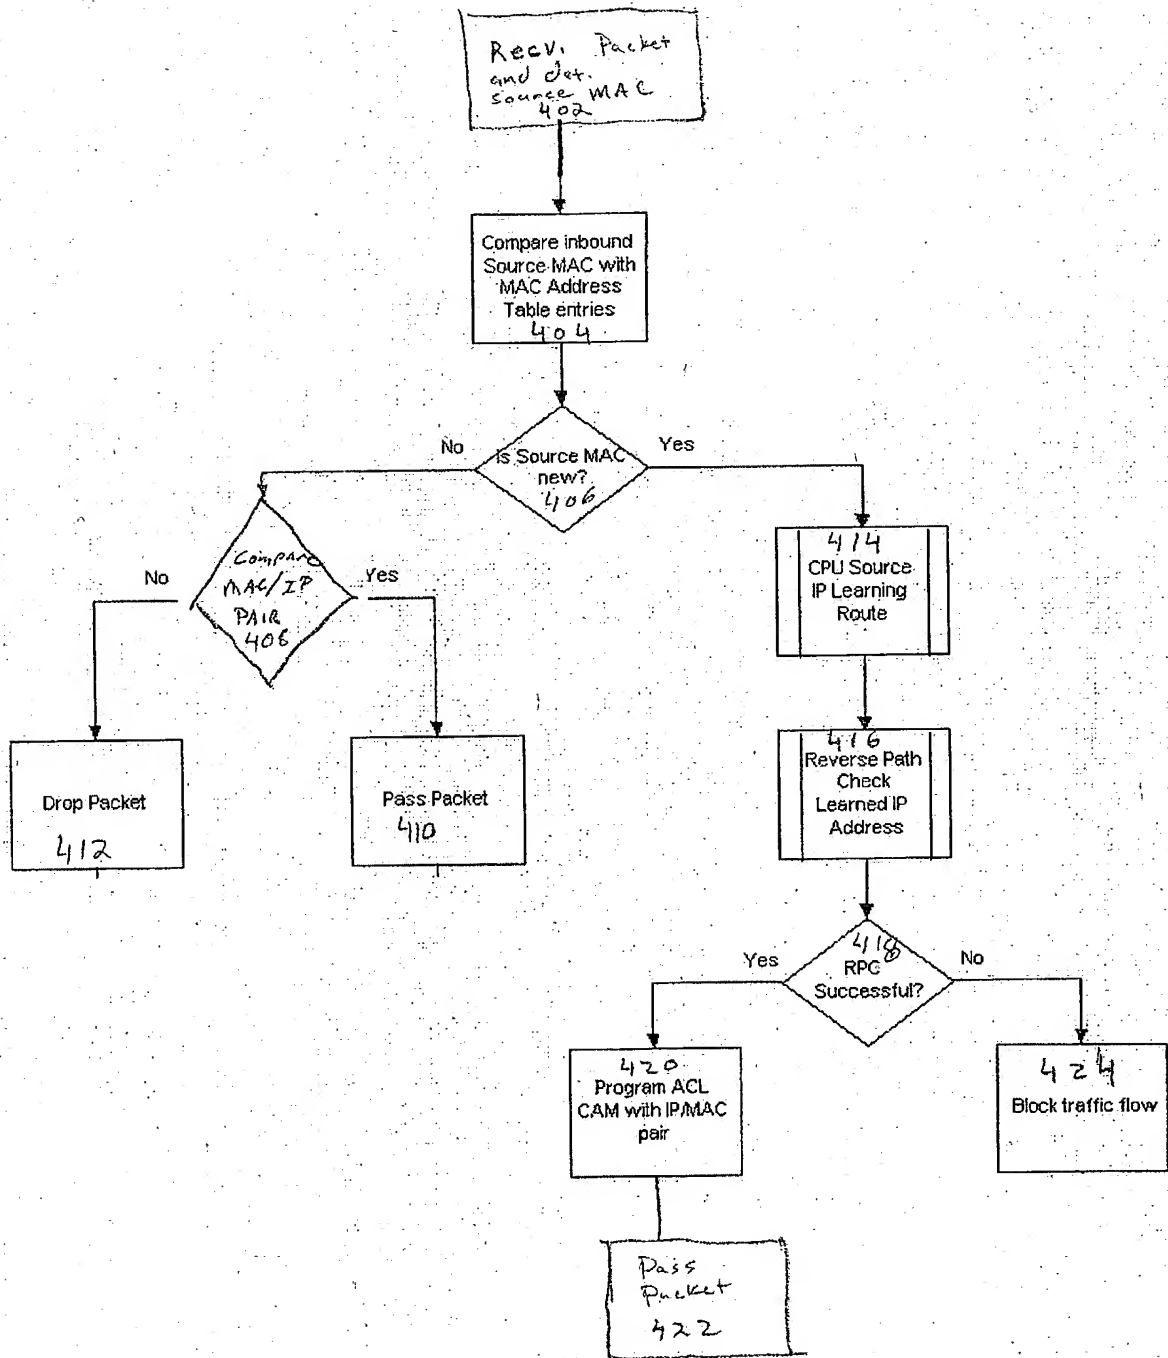 Recv. Packet
and det.
source MAC
402
Compare inbound
Source MAC with
MAC Address
Table entries
404
No
Is Source MAC
new?
406
Yes
414
CPU Source
IP Learning
Route
No
Compare
MAC/IP
PAIR
408
Yes
416
Reverse Path
Check
Learned IP
Address
Drop Packet
412
Pass Packet
410
Yes
418
RPC
Successful?
No
420
Program ACL
CAM with IP/MAC
pair
424
Block traffic flow
Pass
Packet
422